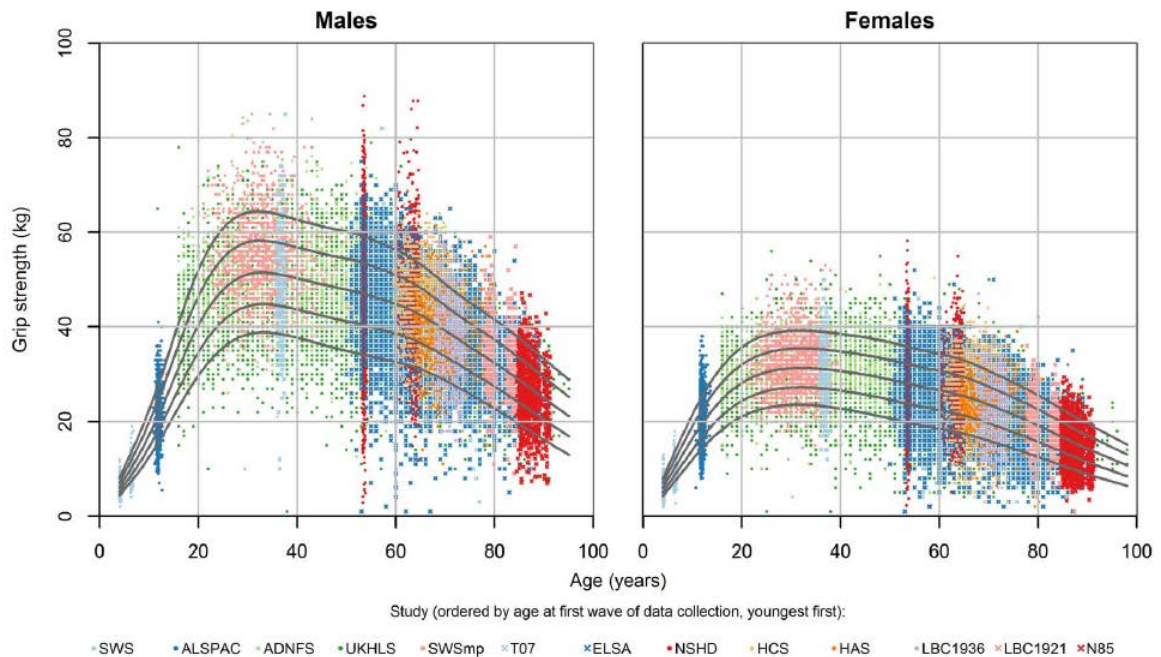 Males Females
100
80
60
40
20
0
Grip strength (kg)
0 20 40 60 80 100 0 20 40 60 80 100
Age (years)
Study (ordered by age at first wave of data collection, youngest first):
SWS ALSPAC ADNFS UKHLS SWSmp T07 ELSA NSHD HCS HAS LBC1936 LBC1921 N85